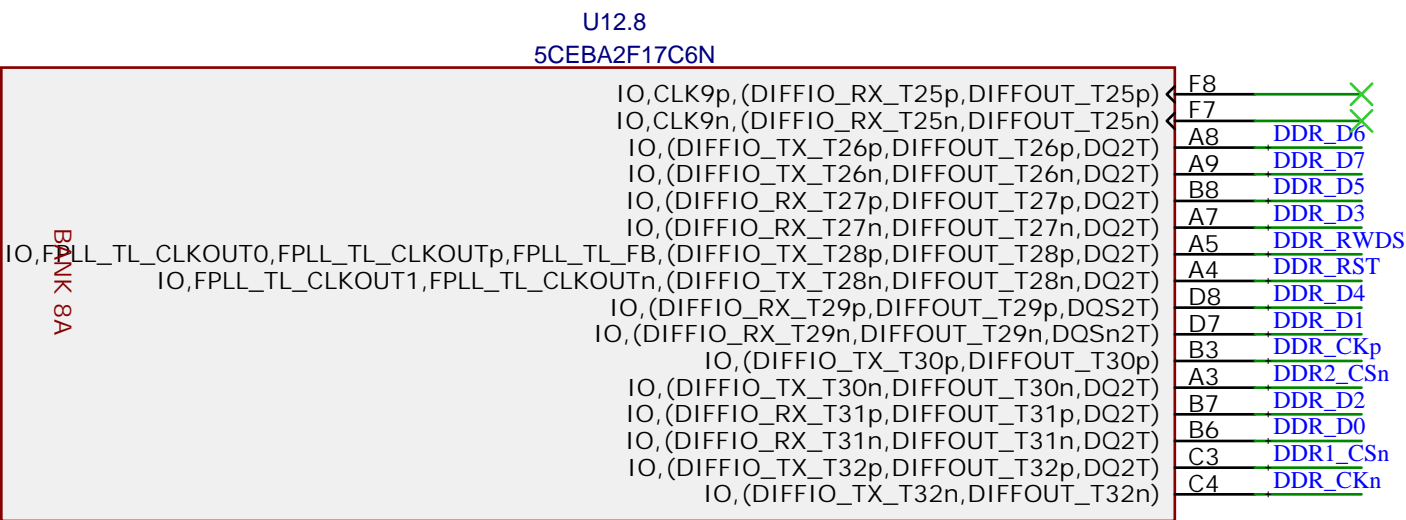 U12.8
5CEBA2F17C6N
IO,CLK9p,(DIFFIO_RX_T25p,DIFFOUT_T25p) F8
IO,CLK9n,(DIFFIO_RX_T25n,DIFFOUT_T25n) F7
IO,(DIFFIO_TX_T26p,DIFFOUT_T26p,DQ2T) A8 DDR_D6
IO,(DIFFIO_TX_T26n,DIFFOUT_T26n,DQ2T) A9 DDR_D7
IO,(DIFFIO_RX_T27p,DIFFOUT_T27p,DQ2T) B8 DDR_D5
IO,(DIFFIO_RX_T27n,DIFFOUT_T27n,DQ2T) A7 DDR_D3
IO,FPLL_TL_CLKOUT0,FPLL_TL_CLKOUTp,FPLL_TL_FB,(DIFFIO_TX_T28p,DIFFOUT_T28p,DQ2T) A5 DDR_RWDS
IO,FPLL_TL_CLKOUT1,FPLL_TL_CLKOUTn,(DIFFIO_TX_T28n,DIFFOUT_T28n,DQ2T) A4 DDR_RST
IO,(DIFFIO_RX_T29p,DIFFOUT_T29p,DQS2T) D8 DDR_D4
IO,(DIFFIO_RX_T29n,DIFFOUT_T29n,DQSn2T) D7 DDR_D1
IO,(DIFFIO_TX_T30p,DIFFOUT_T30p) B3 DDR_CKp
IO,(DIFFIO_TX_T30n,DIFFOUT_T30n,DQ2T) A3 DDR2_CSn
IO,(DIFFIO_RX_T31p,DIFFOUT_T31p,DQ2T) B7 DDR_D2
IO,(DIFFIO_RX_T31n,DIFFOUT_T31n,DQ2T) B6 DDR_D0
IO,(DIFFIO_TX_T32p,DIFFOUT_T32p,DQ2T) C3 DDR1_CSn
IO,(DIFFIO_TX_T32n,DIFFOUT_T32n) C4 DDR_CKn
BANK 8A